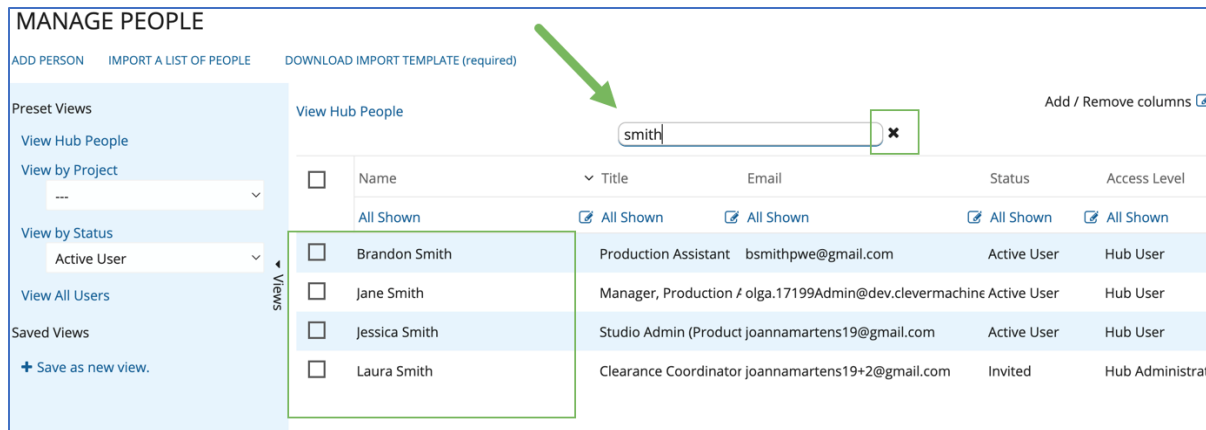 MANAGE PEOPLE
ADD PERSON IMPORT A LIST OF PEOPLE DOWNLOAD IMPORT TEMPLATE (required)
Preset Views
View Hub People
View by Project
---
View by Status
Active User
View All Users
Saved Views
+ Save as new view.
Views
View Hub People
Add / Remove columns
smith
Name Title Email Status Access Level
All Shown All Shown All Shown All Shown All Shown
Brandon Smith Production Assistant bsmithpwe@gmail.com Active User Hub User
Jane Smith Manager, Production olga.17199Admin@dev.clevermachine Active User Hub User
Jessica Smith Studio Admin (Product joannamartens19@gmail.com Active User Hub User
Laura Smith Clearance Coordinator joannamartens19+2@gmail.com Invited Hub Administrat